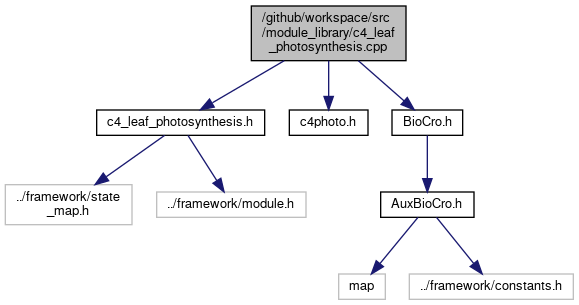 /github/workspace/src
/module_library/c4_leaf
_photosynthesis.cpp
c4_leaf_photosynthesis.h
c4photo.h
BioCro.h
../framework/state
_map.h
../framework/module.h
AuxBioCro.h
map
../framework/constants.h